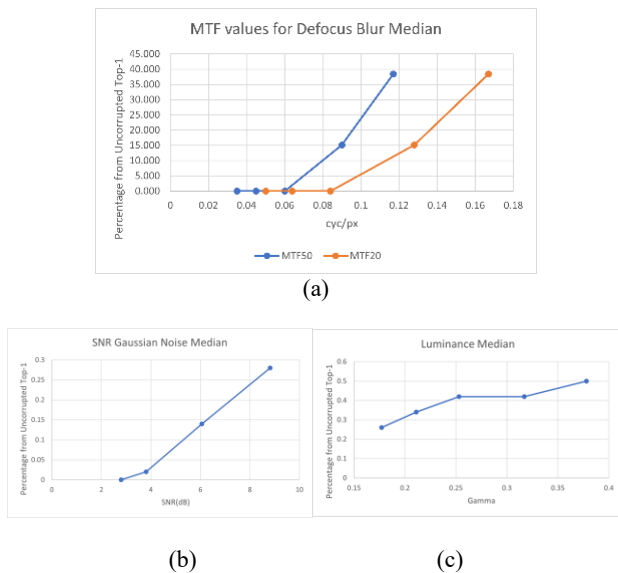 MTF values for Defocus Blur Median
Percentage from Uncorrupted Top-1
45.000
40.000
35.000
30.000
25.000
20.000
15.000
10.000
5.000
0.000
0 0.02 0.04 0.06 0.08 0.1 0.12 0.14 0.16 0.18
cyc/px
MTF50 MTF20
(a)
SNR Gaussian Noise Median
Percentage from Uncorrupted Top-1
0.3
0.25
0.2
0.15
0.1
0.05
0
0 2 4 6 8 10
SNR(dB)
(b)
Luminance Median
Percentage from Uncorrupted Top-1
0.6
0.5
0.4
0.3
0.2
0.1
0
0.15 0.2 0.25 0.3 0.35 0.4
Gamma
(c)